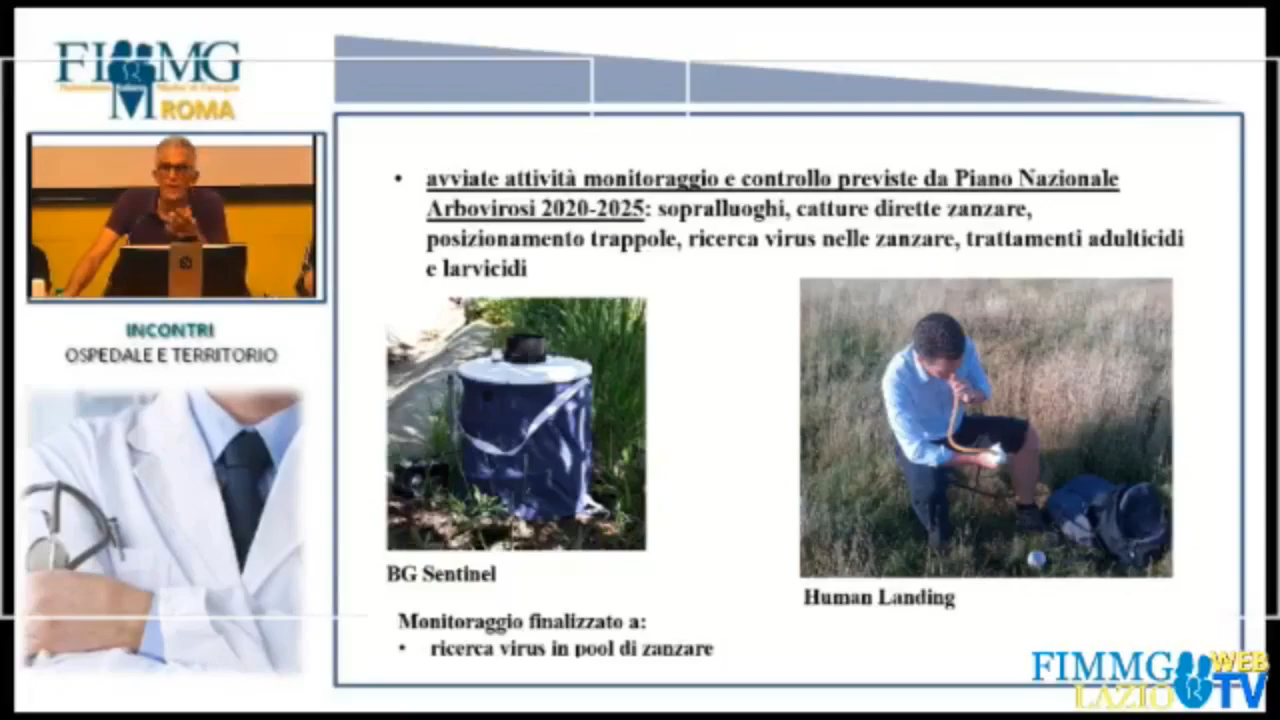 FIMMG
ROMA
INCONTRI
OSPEDALE E TERRITORIO
• avviate attività monitoraggio e controllo previste da Piano Nazionale
Arbovirosi 2020-2025: sopralluoghi, catture dirette zanzare,
posizionamento trappole, ricerca virus nelle zanzare, trattamenti adulticidi
e larvicidi
BG Sentinel
Human Landing
Monitoraggio finalizzato a:
• ricerca virus in pool di zanzare
FIMMG WEB
LAZIO TV